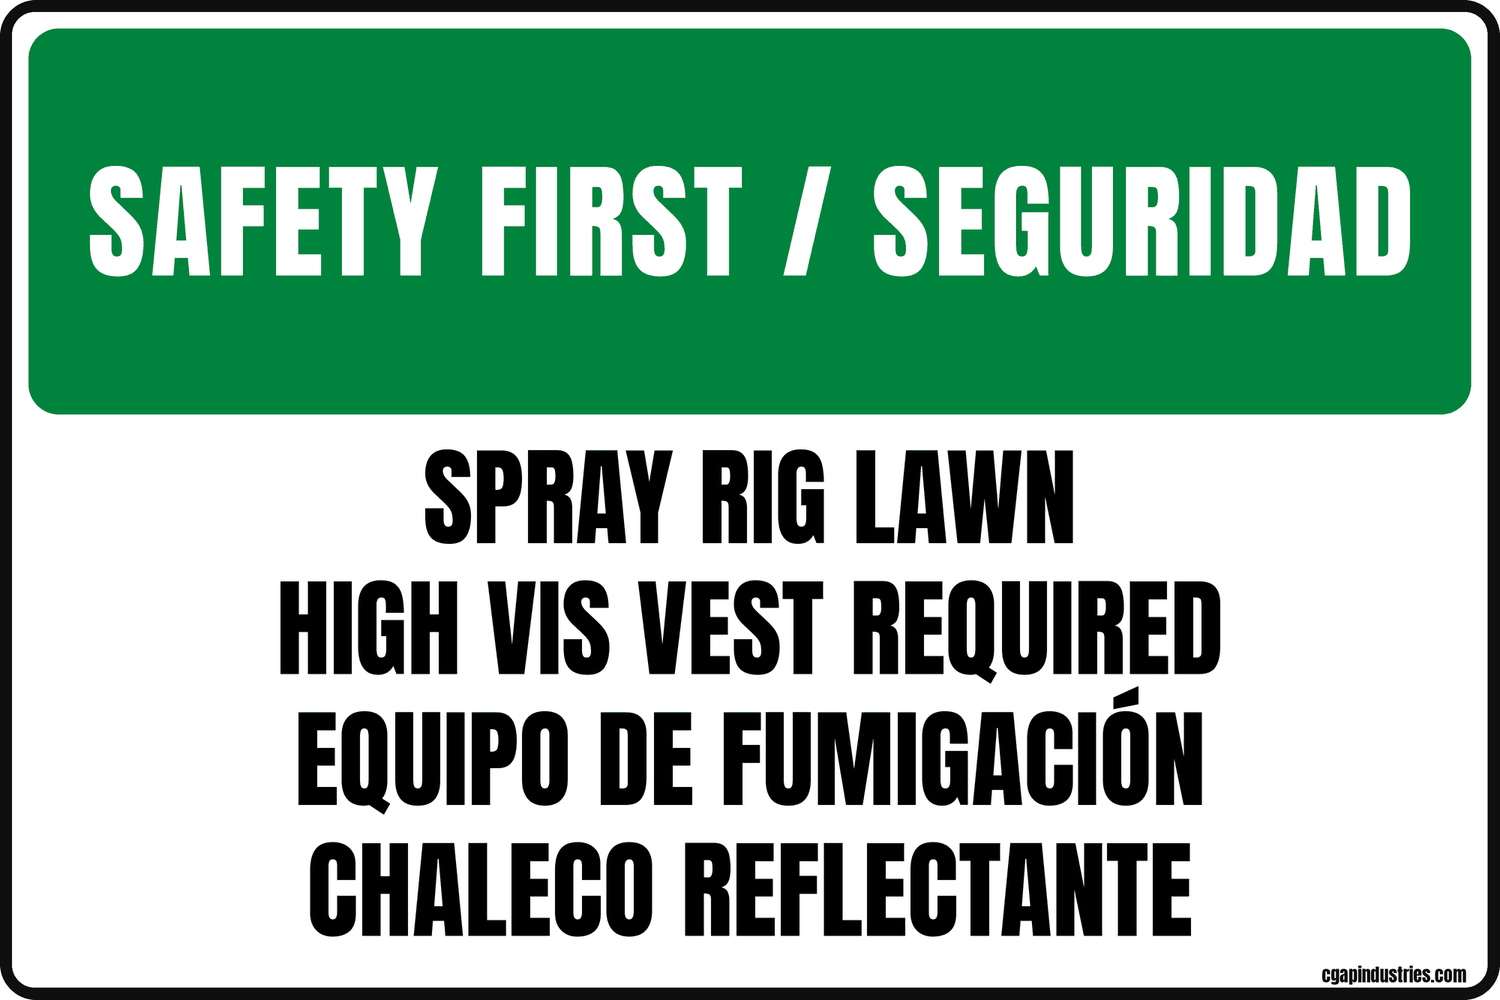 SAFETY FIRST / SEGURIDAD
SPRAY RIG LAWN
HIGH VIS VEST REQUIRED
EQUIPO DE FUMIGACIÓN
CHALECO REFLECTANTE
cgapindustries.com